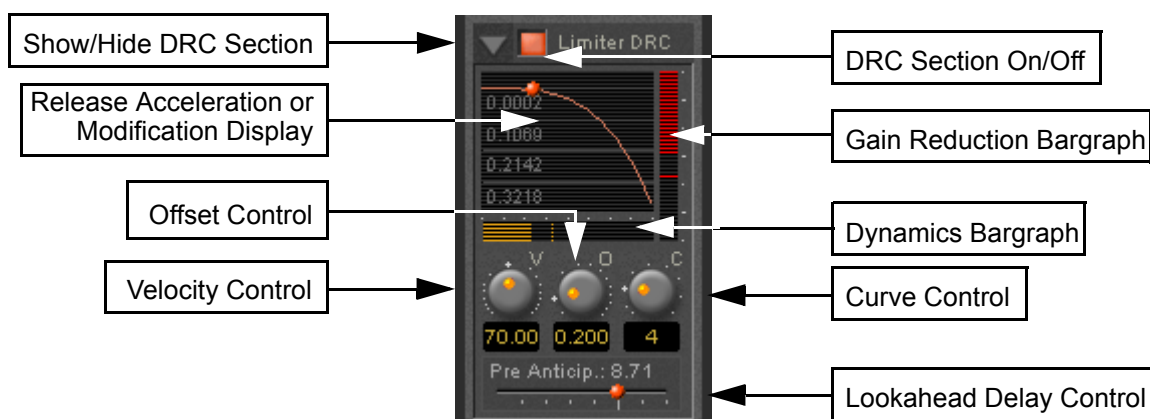 Show/Hide DRC Section
Limiter DRC
DRC Section On/Off
Release Acceleration or
Modification Display
0.0002
0.1069
0.2142
0.3218
Gain Reduction Bargraph
Offset Control
Dynamics Bargraph
Velocity Control
V
O
C
70.00
0.200
4
Curve Control
Pre Anticip.: 8.71
Lookahead Delay Control